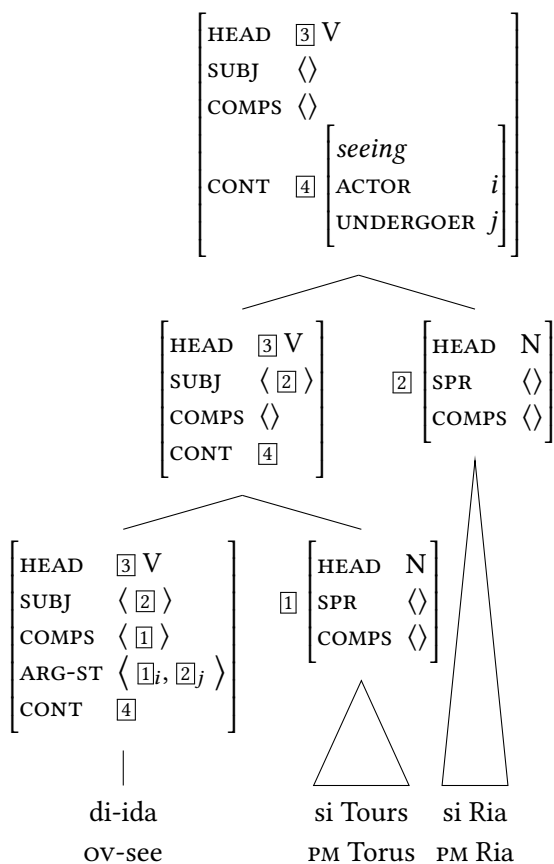 HEAD 3 V
SUBJ ⟨⟩
COMPS ⟨⟩
seeing
CONT 4 ACTOR i
UNDERGOER j
HEAD 3 V
SUBJ ⟨ 2 ⟩
COMPS ⟨⟩
CONT 4
HEAD N
2 SPR ⟨⟩
COMPS ⟨⟩
HEAD 3 V
SUBJ ⟨ 2 ⟩
COMPS ⟨ 1 ⟩
ARG-ST ⟨ 1i, 2j ⟩
CONT 4
HEAD N
1 SPR ⟨⟩
COMPS ⟨⟩
di-ida si Tours si Ria
OV-see PM Torus PM Ria